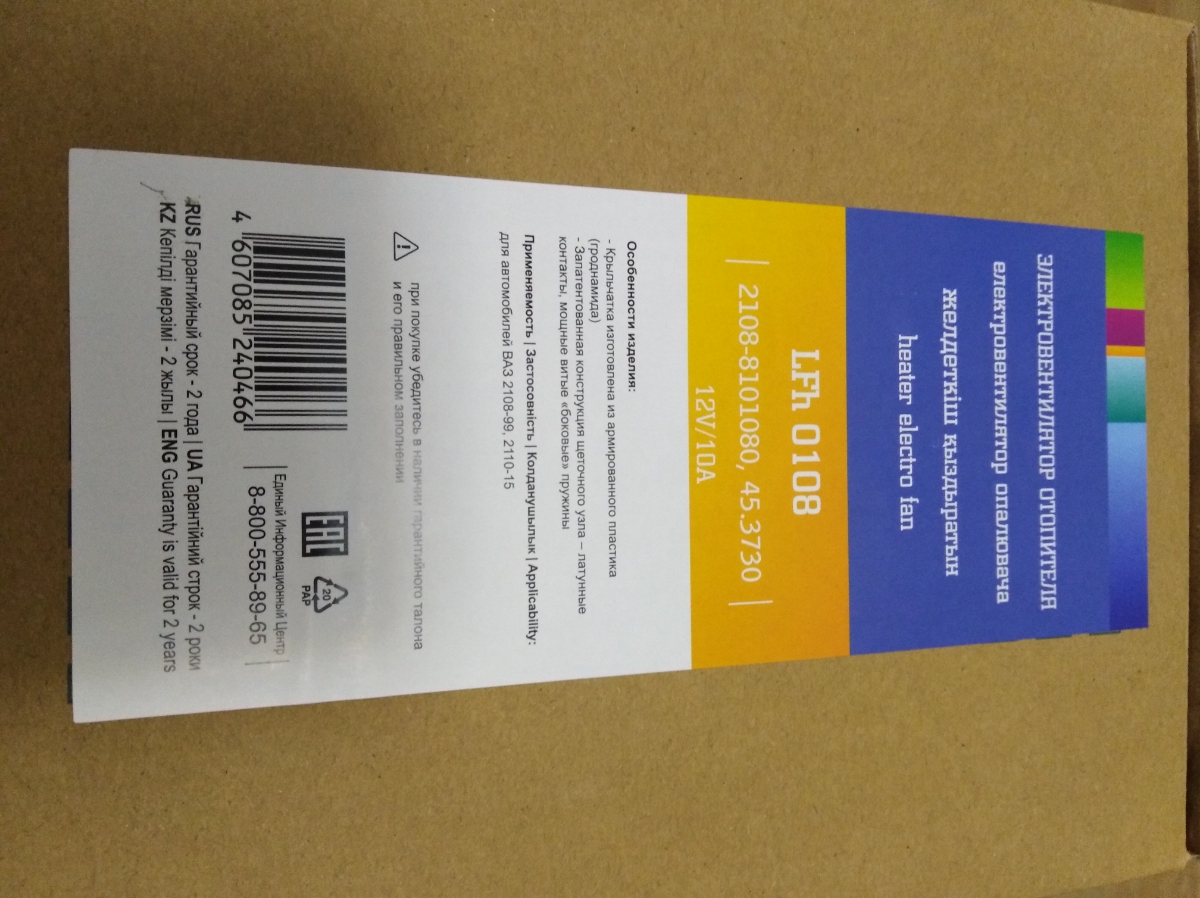 ЭЛЕКТРОВЕНТИЛЯТОР ОТОПИТЕЛЯ
електровентилятор опалювача
желдеткіш қыздыратын
heater electro fan
LFh 0108
| 2108-8101080, 45.3730 |
12V/10A
Особенности изделия:
- Крыльчатка изготовлена из армированного пластика
(гроднамида)
- Запатентованная конструкция щеточного узла – латунные
контакты, мощные витые «боковые» пружины
Применяемость | Застосовність | Колданушылык | Applicability:
для автомобилей ВАЗ 2108-99, 2110-15
при покупке убедитесь в наличии гарантийного талона
и его правильном заполнении
EAC
20
PAP
4 607085 240466
Единый Информационный Центр
8-800-555-89-65
RUS Гарантийный срок - 2 года | UA Гарантійний строк - 2 роки
KZ Кепілді мерзімі - 2 жылы | ENG Guaranty is valid for 2 years